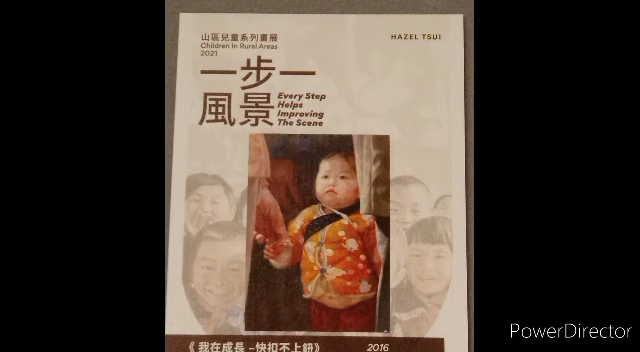 山區兒童系列畫展
Children In Rural Areas
2021
HAZEL TSUI
一步一
風景
Every Step
Helps
Improving
The Scene
《我在成長－快扣不上鈕》
2016
PowerDirector